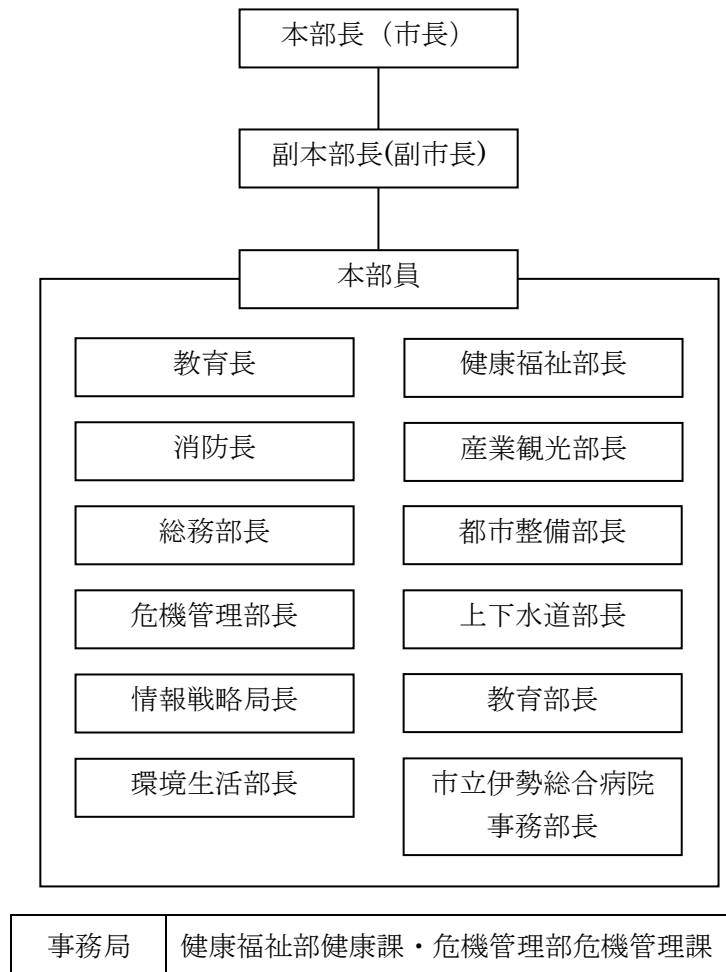 本部長（市長）
副本部長(副市長)
本部員
教育長
健康福祉部長
消防長
産業観光部長
総務部長
都市整備部長
危機管理部長
上下水道部長
情報戦略局長
教育部長
環境生活部長
市立伊勢総合病院
事務部長
事務局
健康福祉部健康課・危機管理部危機管理課